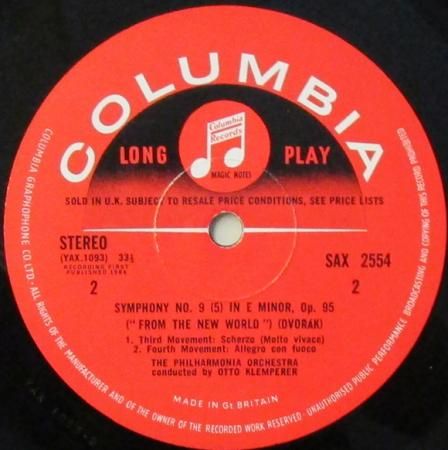 COLUMBIA
Columbia
Records
MAGIC NOTES
LONG PLAY
SOLD IN U.K. SUBJECT TO RESALE PRICE CONDITIONS, SEE PRICE LISTS
STEREO
(YAX.1093) 33⅓
RECORDING FIRST
PUBLISHED 1964
2
SAX 2554
2
SYMPHONY NO. 9 (5) IN E MINOR, Op. 95
("FROM THE NEW WORLD") (DVOŘÁK)
1. Third Movement: Scherzo (Molto vivace)
2. Fourth Movement: Allegro con fuoco
THE PHILHARMONIA ORCHESTRA
conducted by OTTO KLEMPERER
MADE IN Gt. BRITAIN
COLUMBIA GRAPHOPHONE CO. LTD. · ALL RIGHTS OF THE MANUFACTURER AND OF THE OWNER OF THE RECORDED WORK RESERVED · UNAUTHORISED PUBLIC PERFORMANCE BROADCASTING AND COPYING OF THIS RECORD PROHIBITED